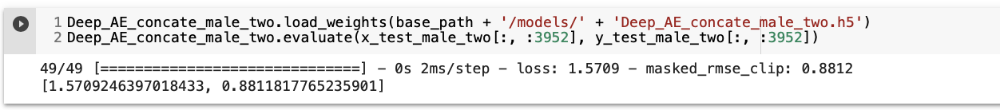 1 Deep_AE_concate_male_two.load_weights(base_path + '/models/' + 'Deep_AE_concate_male_two.h5')
2 Deep_AE_concate_male_two.evaluate(x_test_male_two[:, :3952], y_test_male_two[:, :3952])
49/49 [==============================] - 0s 2ms/step - loss: 1.5709 - masked_rmse_clip: 0.8812
[1.5709246397018433, 0.8811817765235901]